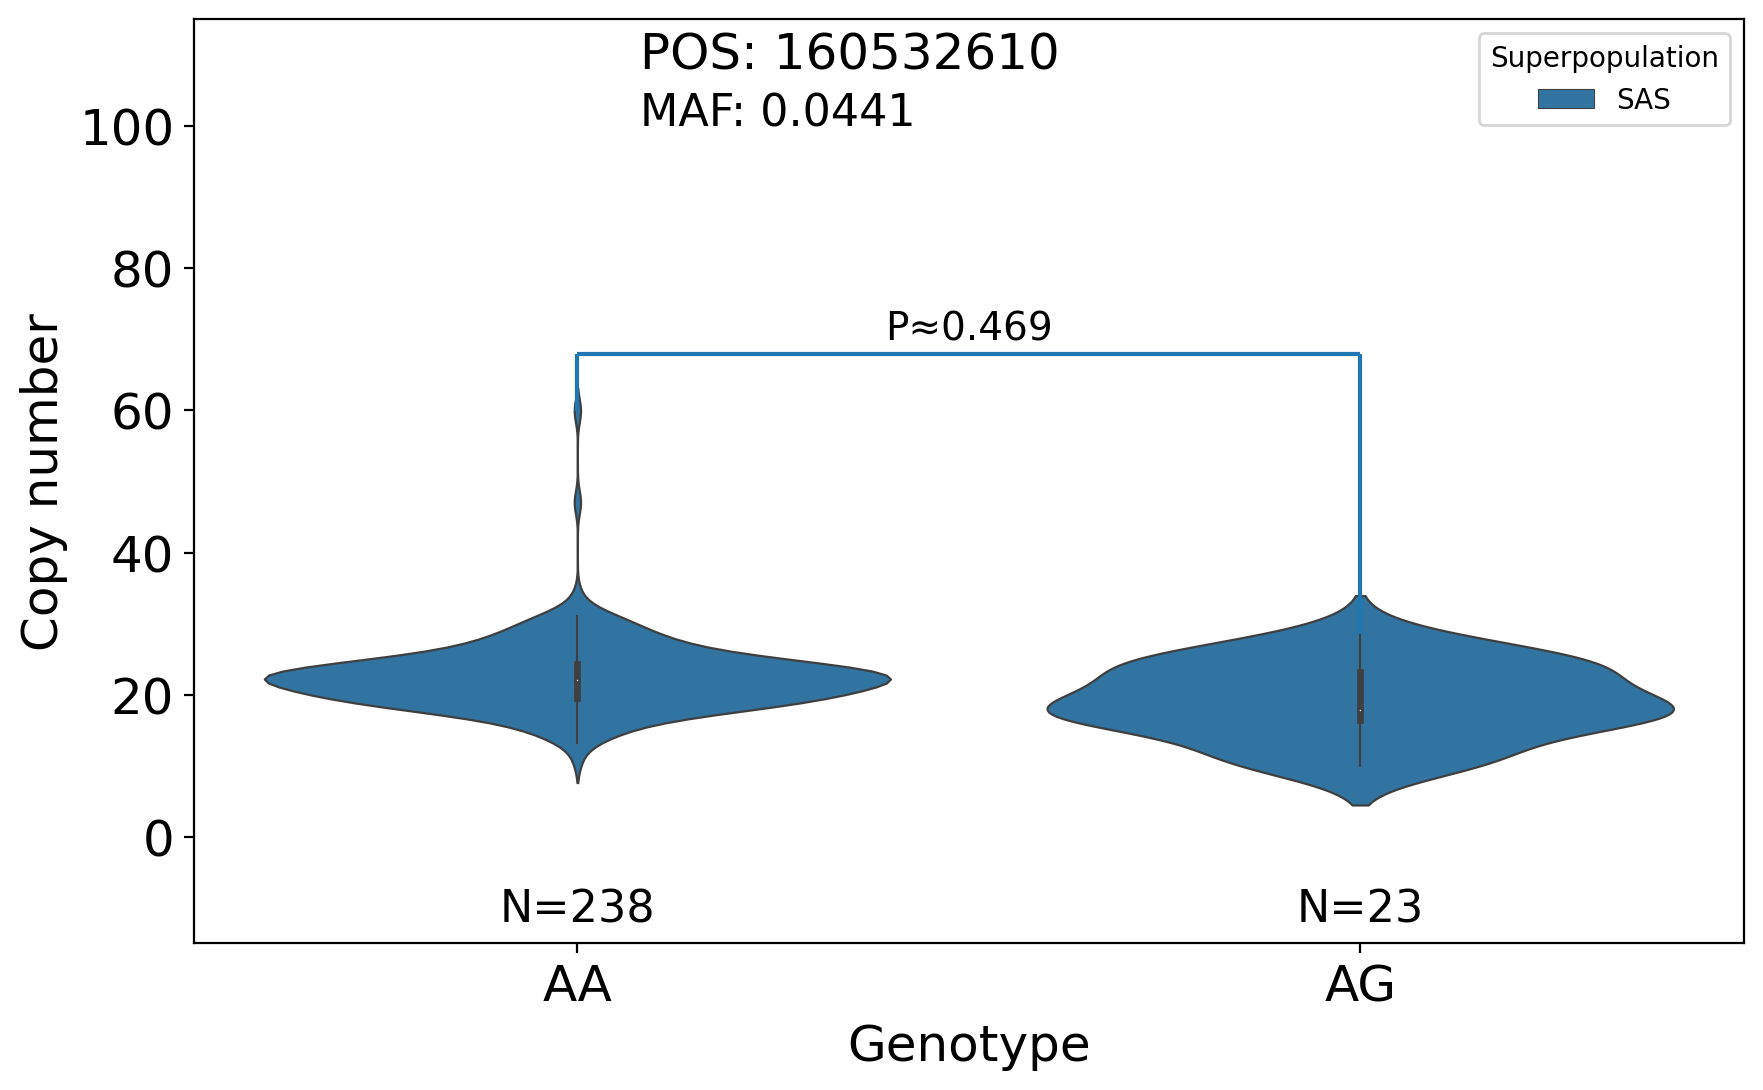 POS: 160532610
MAF: 0.0441
Superpopulation
SAS
100
80
60
40
20
0
Copy number
P≈0.469
N=238
N=23
AA
AG
Genotype